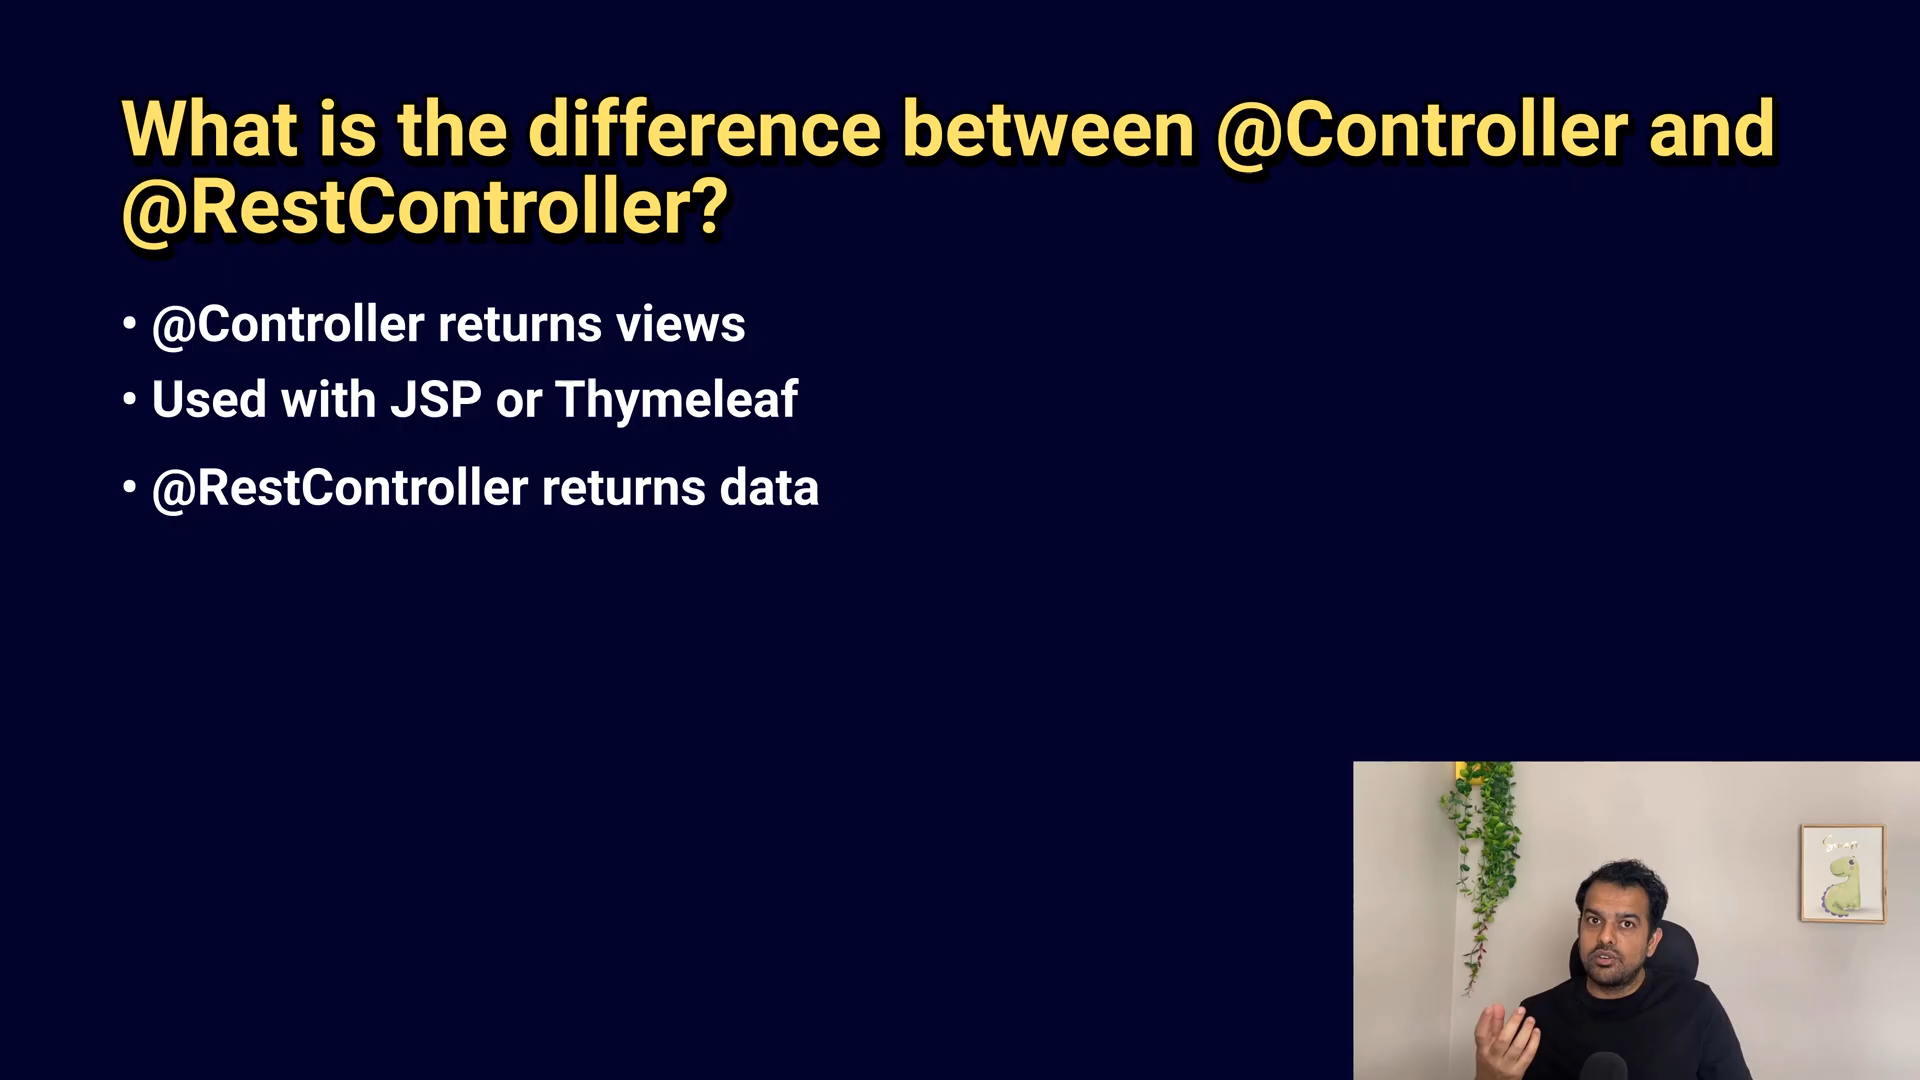 What is the difference between @Controller and
@RestController?
• @Controller returns views
• Used with JSP or Thymeleaf
• @RestController returns data